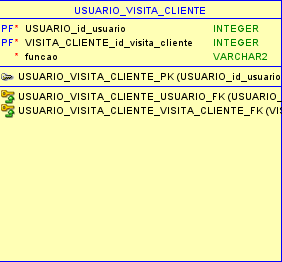 USUARIO_VISITA_CLIENTE
PF* USUARIO_id_usuario INTEGER
PF* VISITA_CLIENTE_id_visita_cliente INTEGER
* funcao VARCHAR2
USUARIO_VISITA_CLIENTE_PK (USUARIO_id_usuario
USUARIO_VISITA_CLIENTE_USUARIO_FK (USUARIO_
USUARIO_VISITA_CLIENTE_VISITA_CLIENTE_FK (VIS